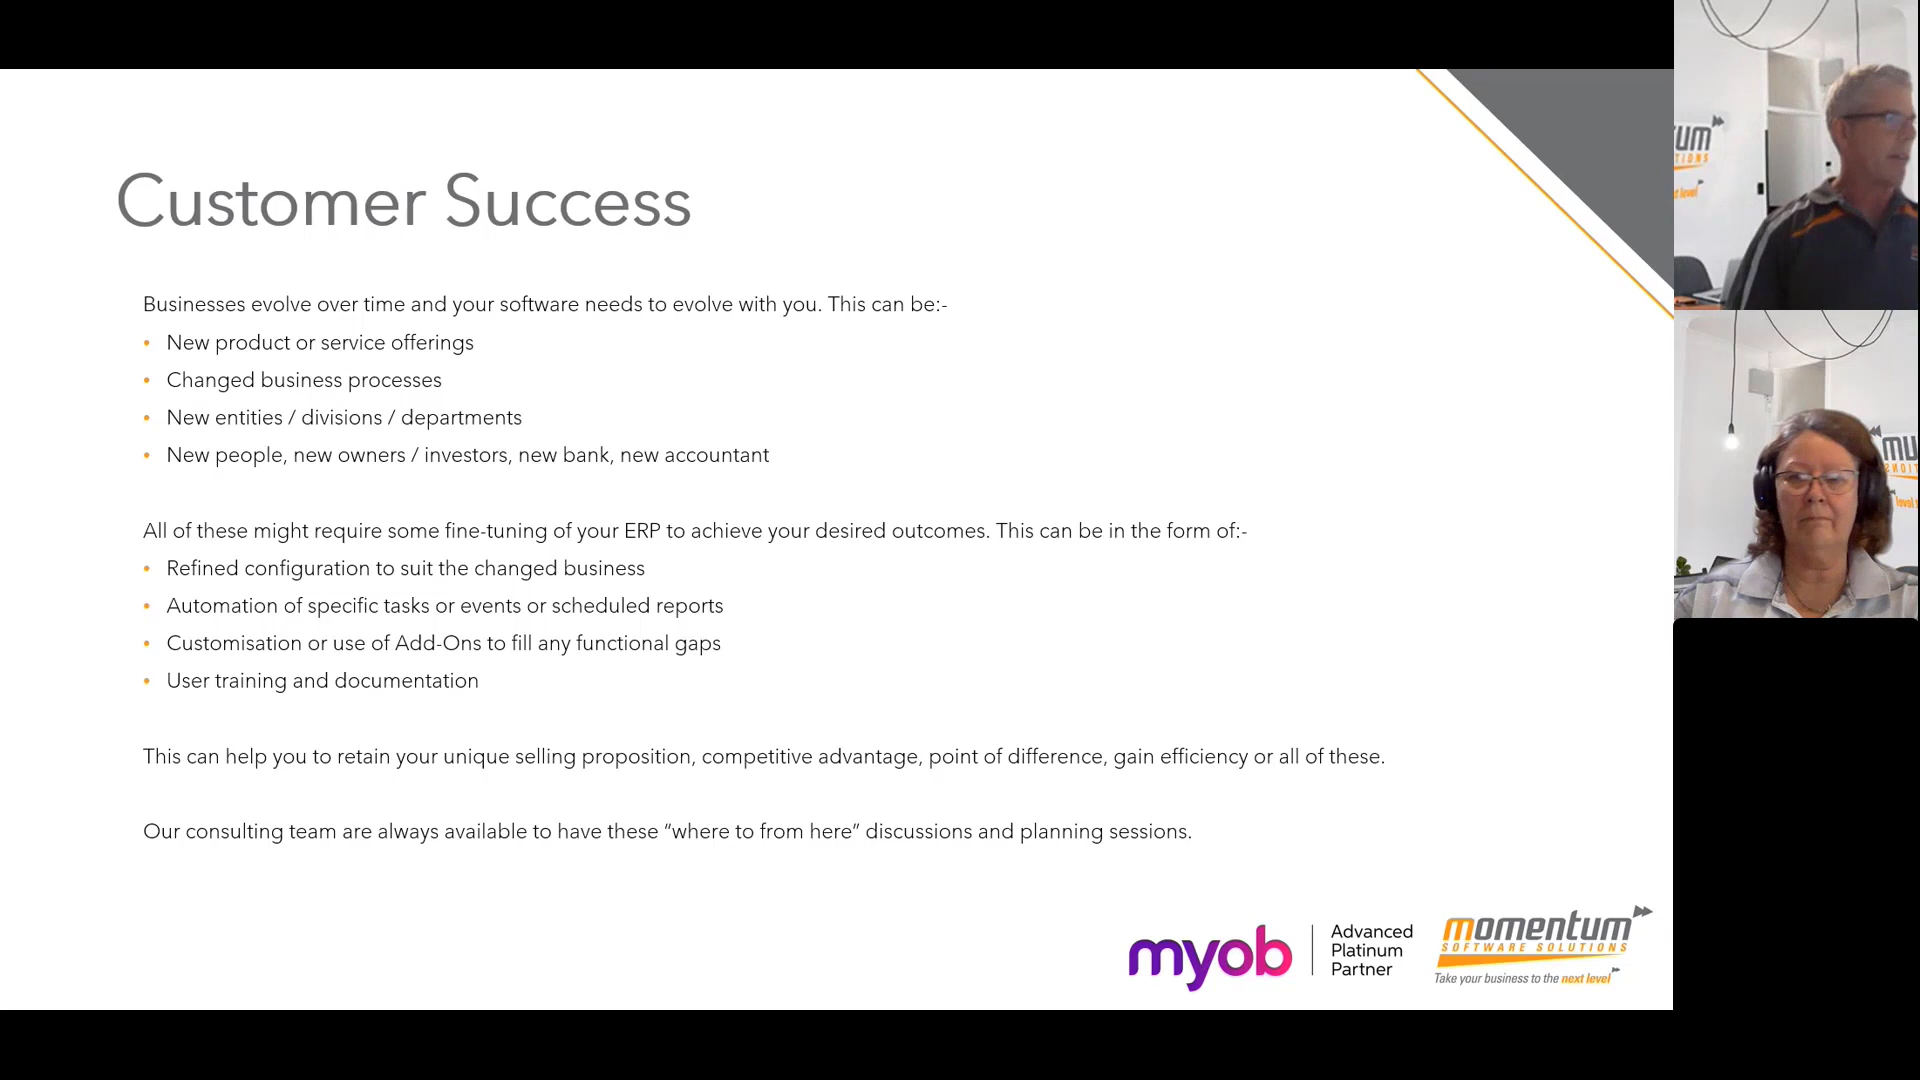 Customer Success
Businesses evolve over time and your software needs to evolve with you. This can be:-
• New product or service offerings
• Changed business processes
• New entities / divisions / departments
• New people, new owners / investors, new bank, new accountant
All of these might require some fine-tuning of your ERP to achieve your desired outcomes. This can be in the form of:-
• Refined configuration to suit the changed business
• Automation of specific tasks or events or scheduled reports
• Customisation or use of Add-Ons to fill any functional gaps
• User training and documentation
This can help you to retain your unique selling proposition, competitive advantage, point of difference, gain efficiency or all of these.
Our consulting team are always available to have these “where to from here” discussions and planning sessions.
myob
Advanced
Platinum
Partner
momentum
SOFTWARE SOLUTIONS
Take your business to the next level